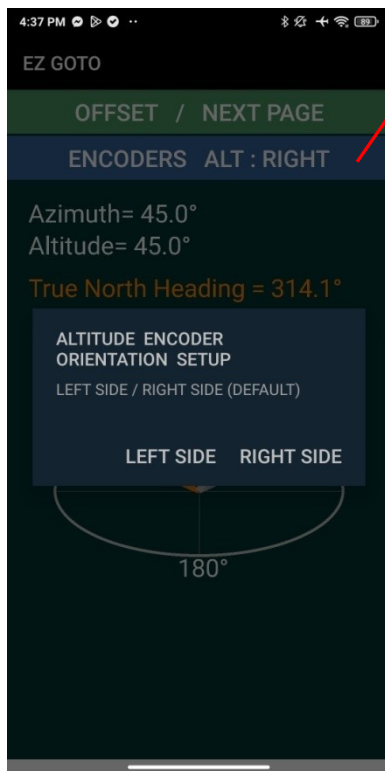 4:37 PM
89
EZ GOTO
OFFSET / NEXT PAGE
ENCODERS ALT : RIGHT
Azimuth= 45.0°
Altitude= 45.0°
True North Heading = 314.1°
ALTITUDE ENCODER
ORIENTATION SETUP
LEFT SIDE / RIGHT SIDE (DEFAULT)
LEFT SIDE RIGHT SIDE
180°